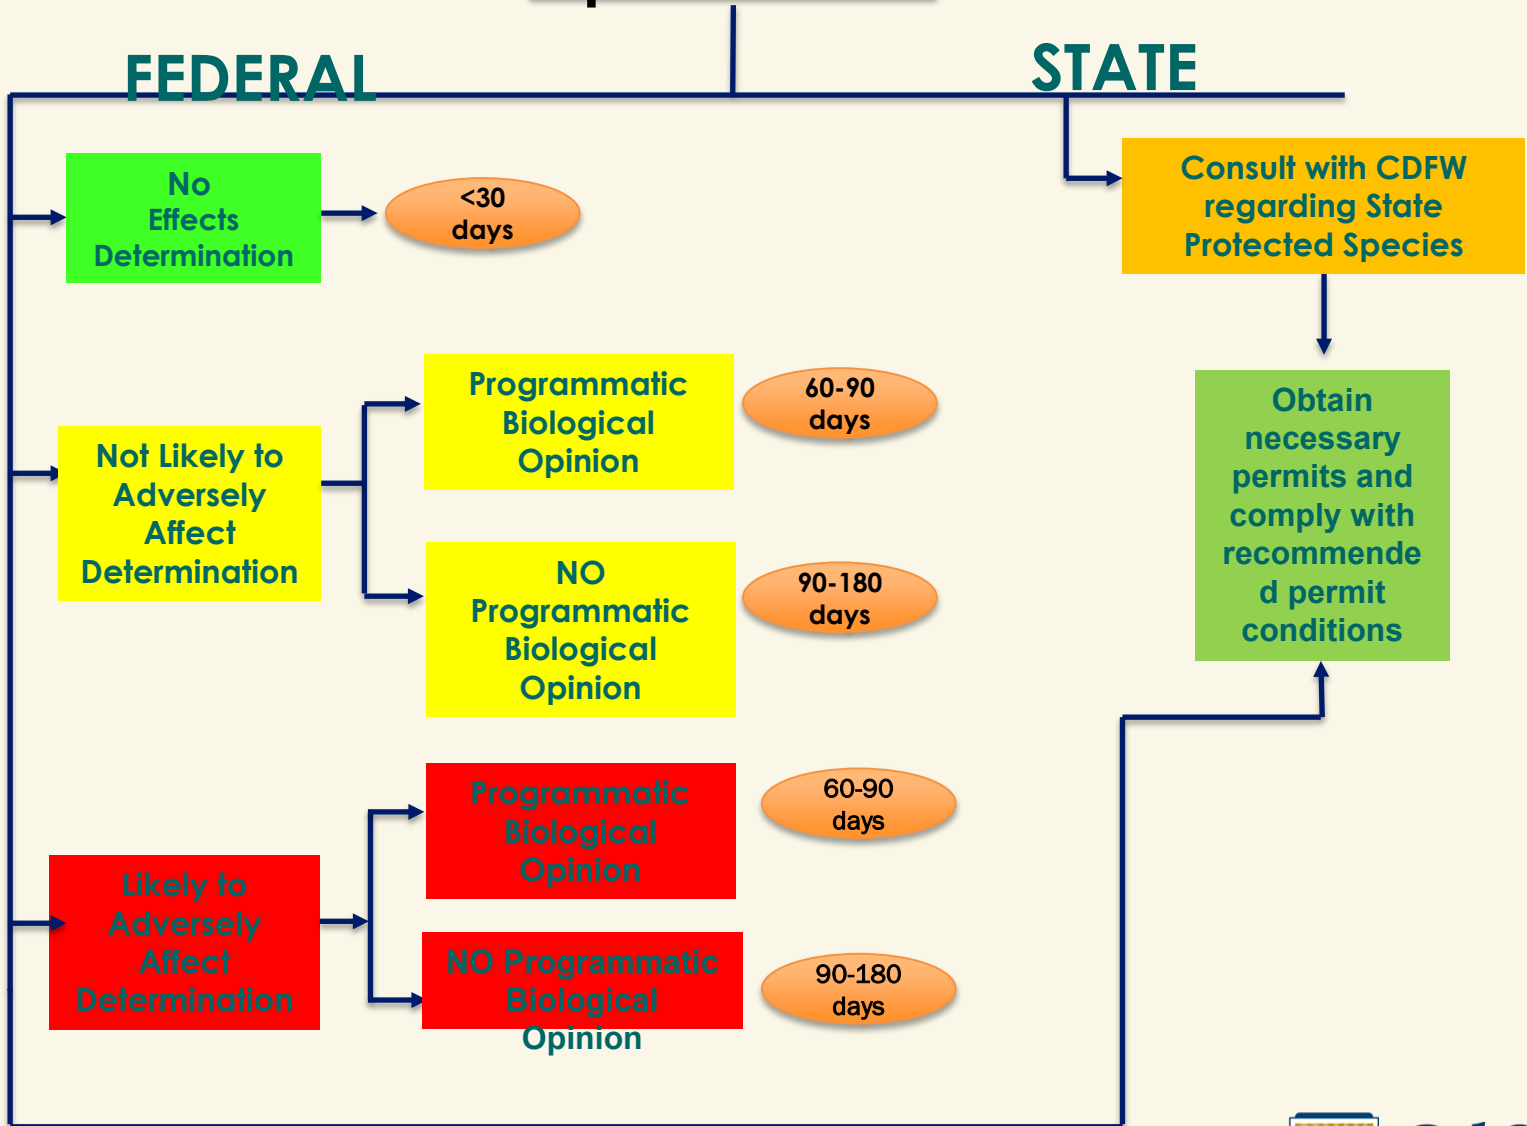 FEDERAL
STATE
No
Effects
Determination
<30
days
Consult with CDFW
regarding State
Protected Species
Programmatic
Biological
Opinion
60-90
days
Not Likely to
Adversely
Affect
Determination
NO
Programmatic
Biological
Opinion
90-180
days
Obtain
necessary
permits and
comply with
recommende
d permit
conditions
Programmatic
Biological
Opinion
60-90
days
Likely to
Adversely
Affect
Determination
NO Programmatic
Biological
Opinion
90-180
days